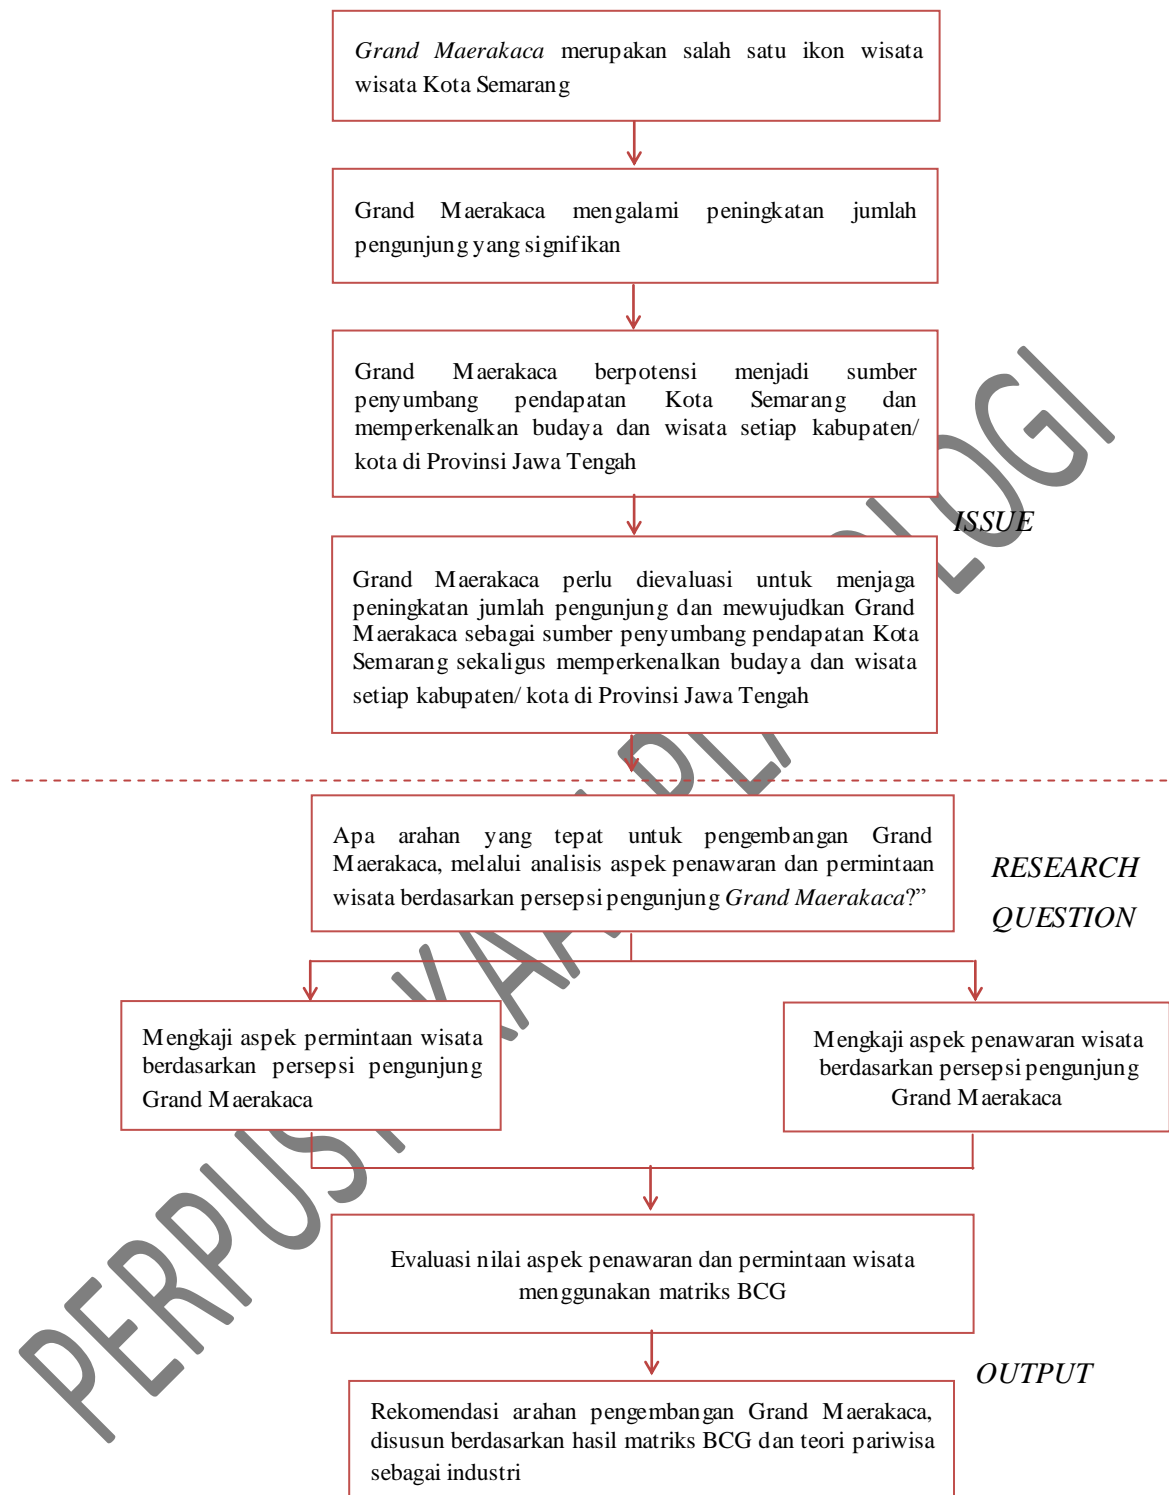 Grand Maerakaca merupakan salah satu ikon wisata
wisata Kota Semarang
Grand Maerakaca mengalami peningkatan jumlah
pengunjung yang signifikan
Grand Maerakaca berpotensi menjadi sumber
penyumbang pendapatan Kota Semarang dan
memperkenalkan budaya dan wisata setiap kabupaten/
kota di Provinsi Jawa Tengah
ISSUE
Grand Maerakaca perlu dievaluasi untuk menjaga
peningkatan jumlah pengunjung dan mewujudkan Grand
Maerakaca sebagai sumber penyumbang pendapatan Kota
Semarang sekaligus memperkenalkan budaya dan wisata
setiap kabupaten/ kota di Provinsi Jawa Tengah
Apa arahan yang tepat untuk pengembangan Grand
Maerakaca, melalui analisis aspek penawaran dan permintaan
wisata berdasarkan persepsi pengunjung Grand Maerakaca?”
RESEARCH
QUESTION
Mengkaji aspek permintaan wisata
berdasarkan persepsi pengunjung
Grand Maerakaca
Mengkaji aspek penawaran wisata
berdasarkan persepsi pengunjung
Grand Maerakaca
Evaluasi nilai aspek penawaran dan permintaan wisata
menggunakan matriks BCG
OUTPUT
Rekomendasi arahan pengembangan Grand Maerakaca,
disusun berdasarkan hasil matriks BCG dan teori pariwisa
sebagai industri